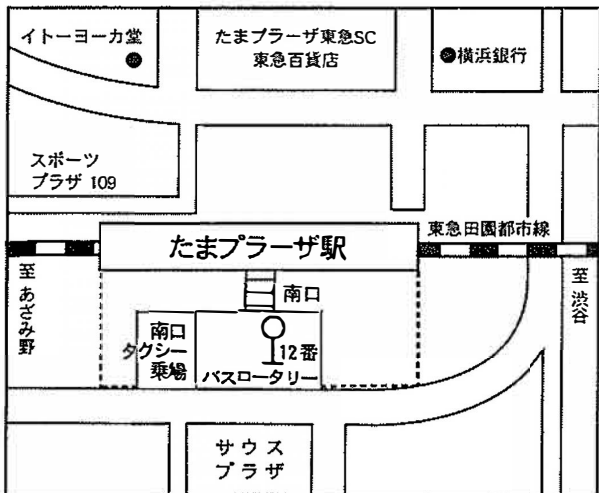 イトーヨーカ堂
たまプラーザ東急SC
東急百貨店
横浜銀行
スポーツ
プラザ 109
東急田園都市線
たまプラーザ駅
至あざみ野
至渋谷
南口
南口
タクシー
乗場
12番
バスロータリー
サウス
プラザ